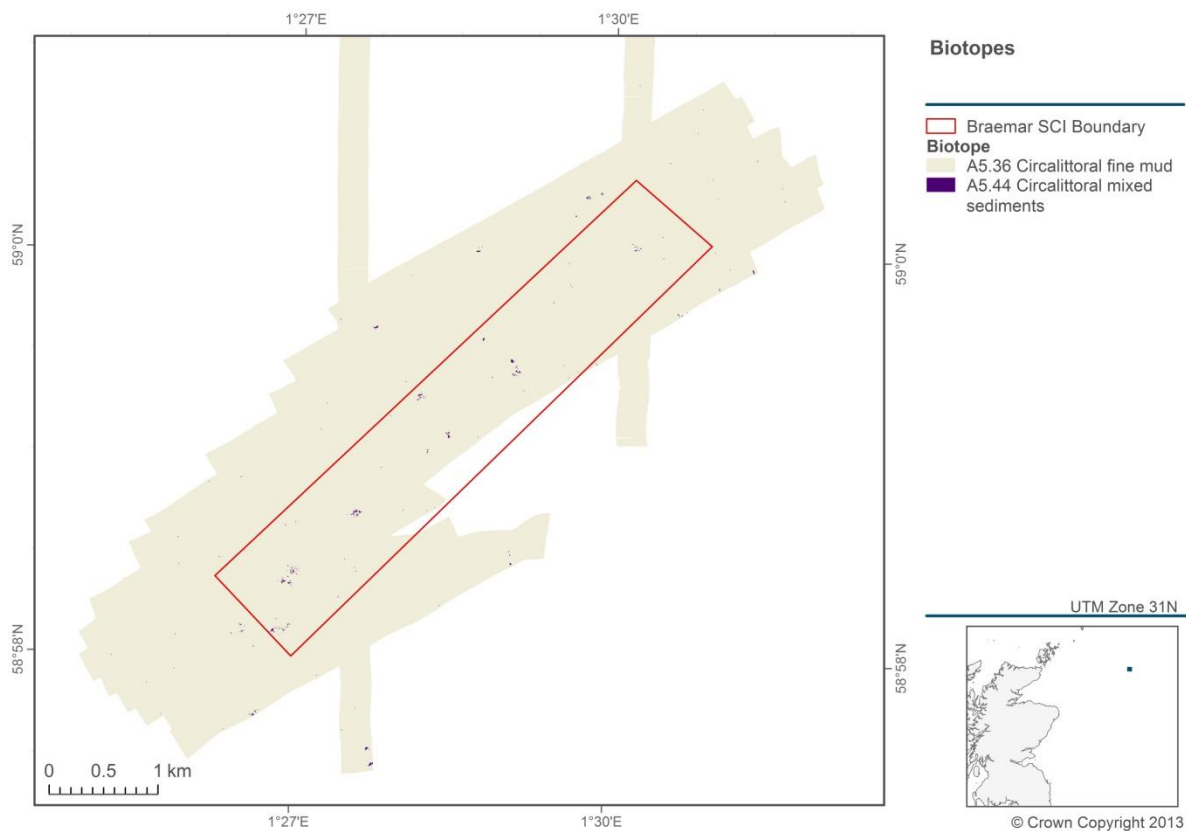 1°27'E 1°30'E
Biotopes
Braemar SCI Boundary
Biotope
A5.36 Circalittoral fine mud
A5.44 Circalittoral mixed
sediments
59°0'N
59°0'N
58°58'N
58°58'N
0 0.5 1 km
1°27'E 1°30'E
UTM Zone 31N
© Crown Copyright 2013